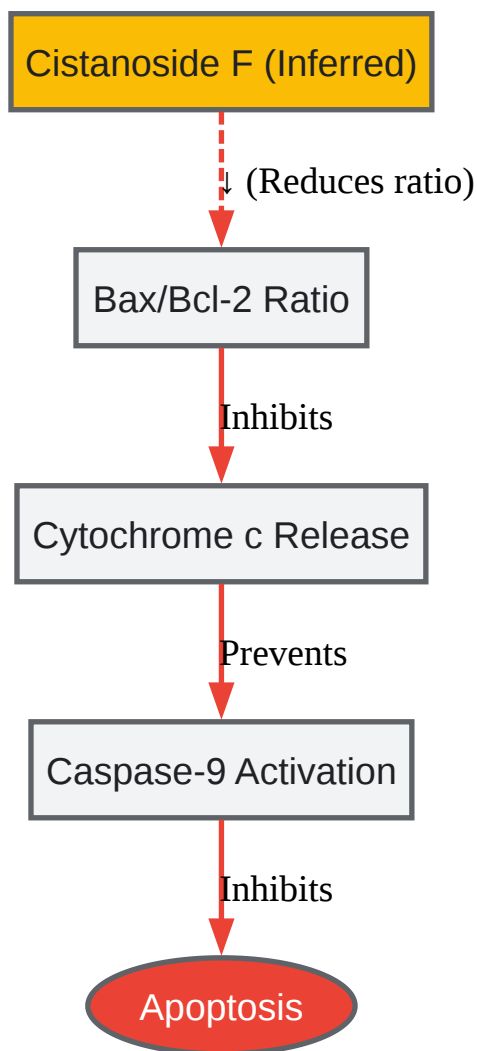 Cistanoside F (Inferred)
↓ (Reduces ratio)
Bax/Bcl-2 Ratio
Inhibits
Cytochrome c Release
Prevents
Caspase-9 Activation
Inhibits
Apoptosis